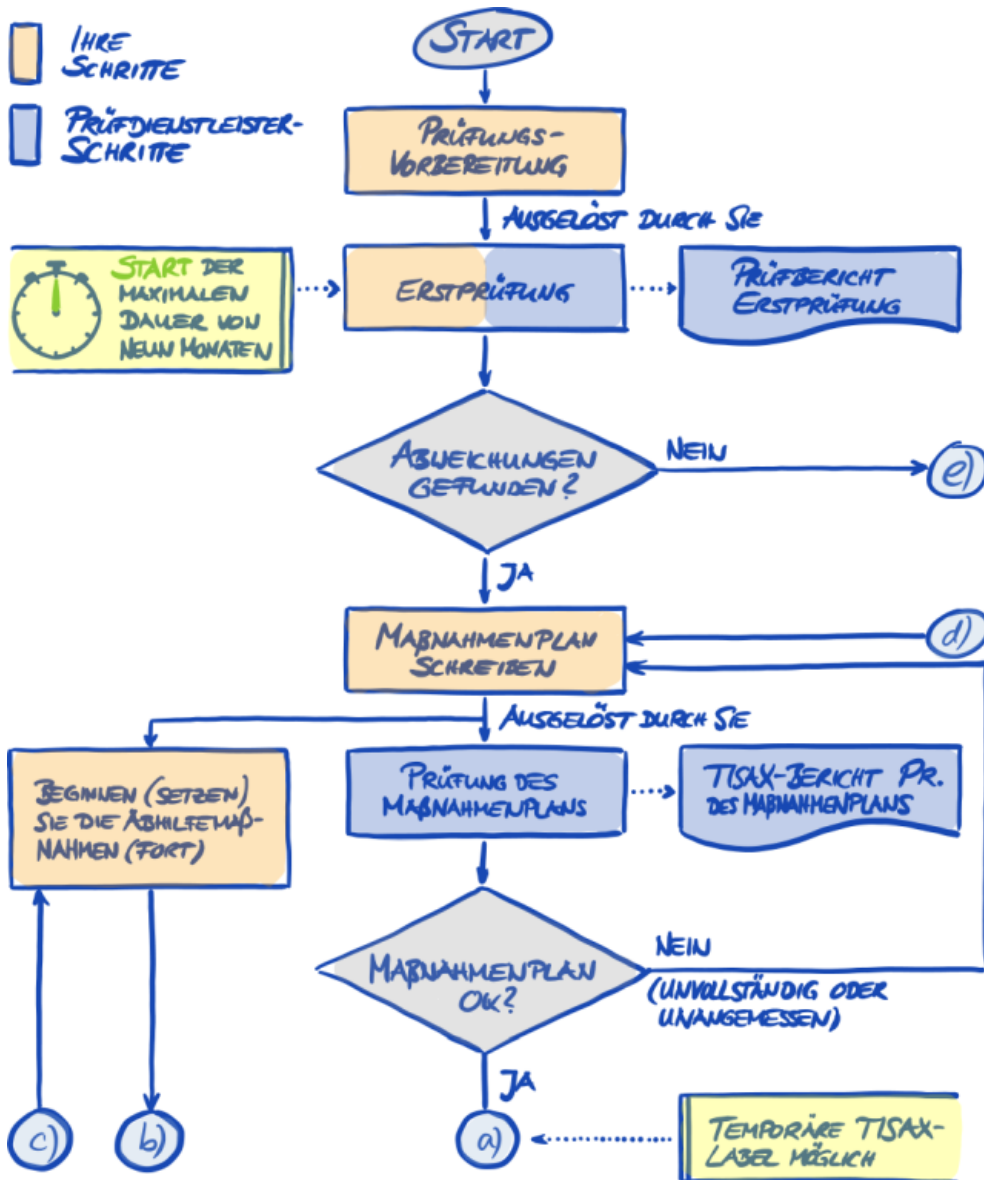 IHRE
SCHRITTE
PRÜFDIENSTLEISTER-
SCHRITTE
START
PRÜFUNGS-
VORBEREITUNG
AUSGELÖST DURCH SIE
START DER
MAXIMALEN
DAUER VON
NEUN MONATEN
ERSTPRÜFUNG
PRÜFBERICHT
ERSTPRÜFUNG
ABWEICHUNGEN
GEFUNDEN?
NEIN
e)
JA
MAßNAHMENPLAN
SCHREIBEN
d)
AUSGELÖST DURCH SIE
BEGINNEN (SETZEN)
SIE DIE ABHILFEMAß-
NAHMEN (FORT)
PRÜFUNG DES
MAßNAHMENPLANS
TISAX-BERICHT PR.
DES MAßNAHMENPLANS
MAßNAHMENPLAN
OK?
NEIN
(UNVOLLSTÄNDIG ODER
UNANGEMESSEN)
JA
c)
b)
a)
TEMPORÄRE TISAX-
LABEL MÖGLICH